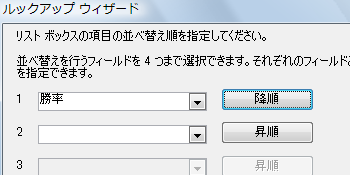 ルックアップ ウィザード
リスト ボックスの項目の並べ替え順を指定してください。
並べ替えを行うフィールドを 4 つまで選択できます。それぞれのフィールド
を指定できます。
1 勝率 降順
2 昇順
3 昇順